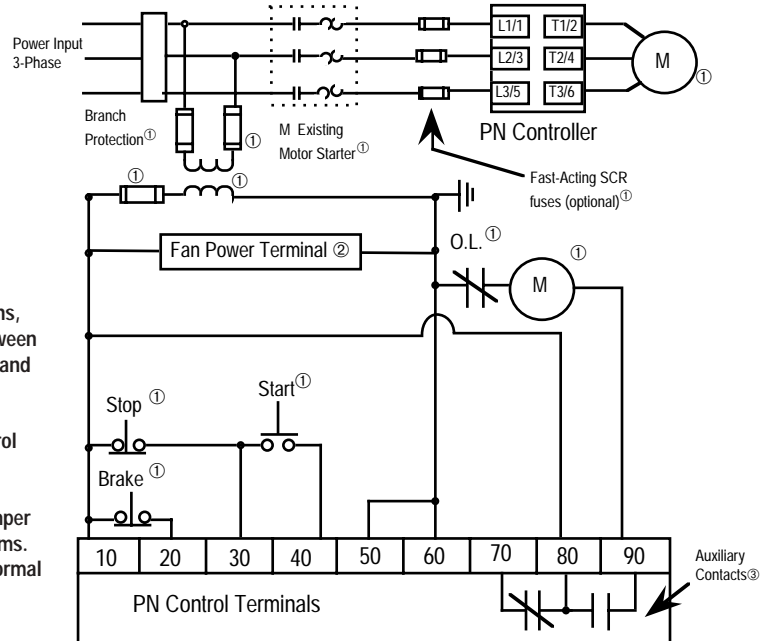 Power Input
3-Phase
L1/1 T1/2
L2/3 T2/4
L3/5 T3/6
M ①
Branch
Protection①
①
M Existing
Motor Starter①
PN Controller
Fast-Acting SCR
fuses (optional)①
① ①
Fan Power Terminal ②
O.L. ①
M ①
ns,
ween
and
rol
nper
ms.
ormal
Stop ①
Start①
Brake ①
10 20 30 40 50 60 70 80 90
PN Control Terminals
Auxiliary
Contacts③